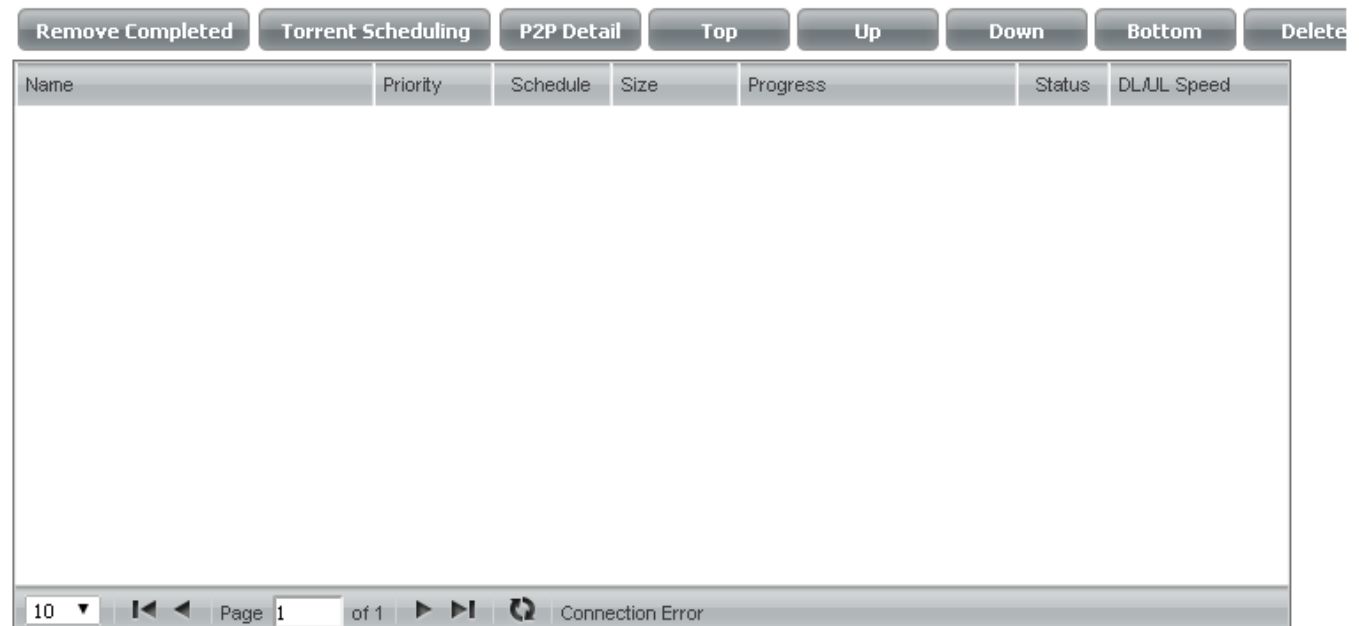 Remove Completed Torrent Scheduling P2P Detail Top Up Down Bottom Delete
Name Priority Schedule Size Progress Status DL/UL Speed
10 Page 1 of 1 Connection Error